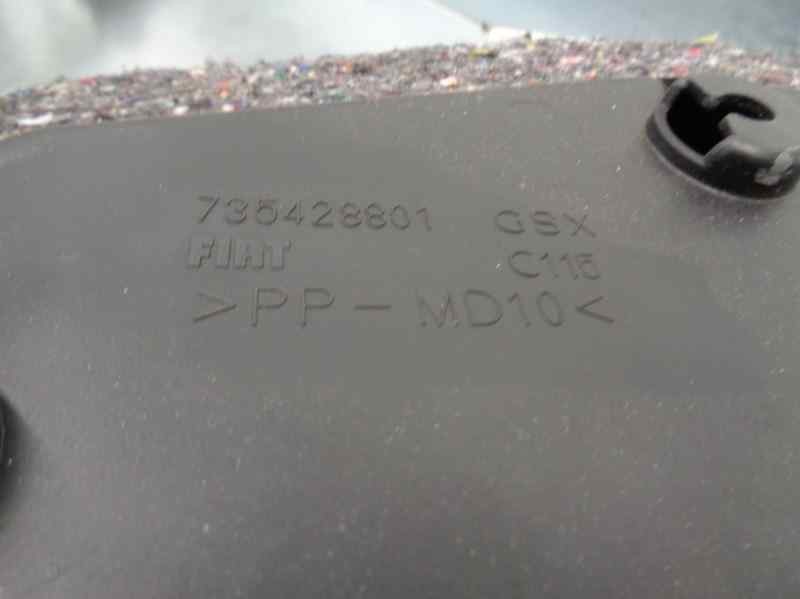 735428801 GSX
FIAT C115
>PP-MD10<